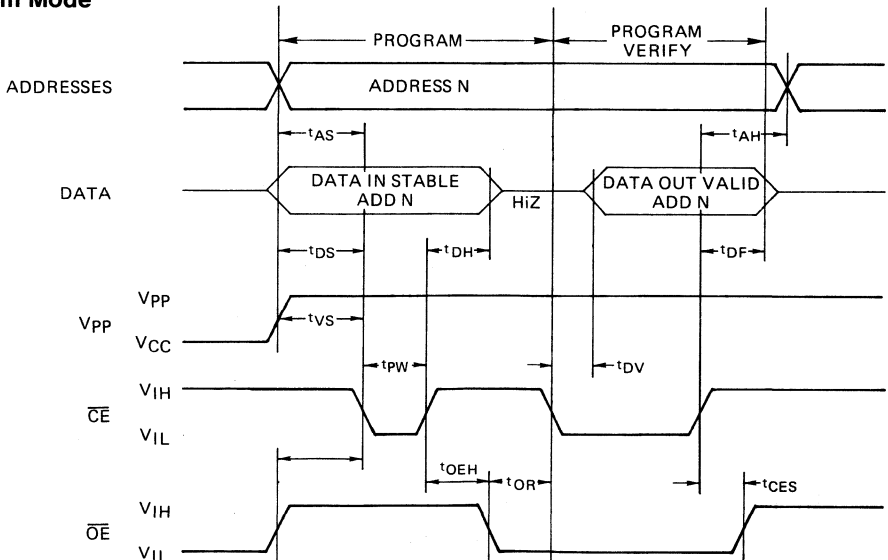 m Mode
PROGRAM
PROGRAM
VERIFY
ADDRESSES
ADDRESS N
tAS
tAH
DATA
DATA IN STABLE
ADD N
HiZ
DATA OUT VALID
ADD N
tDS
tDH
tDF
VPP
VPP
tVS
VCC
tPW
tDV
VIH
CE
VIL
tOEH
tOR
tCES
VIH
OE
VIL